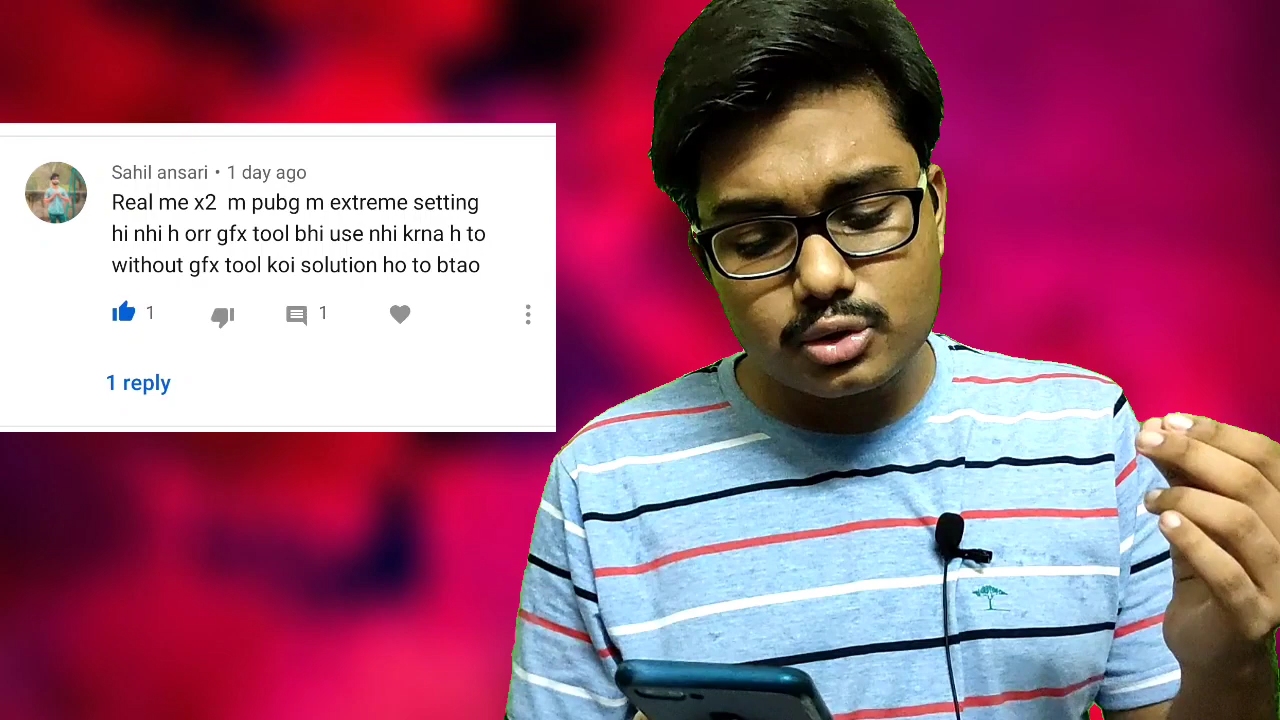 Sahil ansari • 1 day ago
Real me x2 m pubg m extreme setting
hi nhi h orr gfx tool bhi use nhi krna h to
without gfx tool koi solution ho to btao
1 1
1 reply